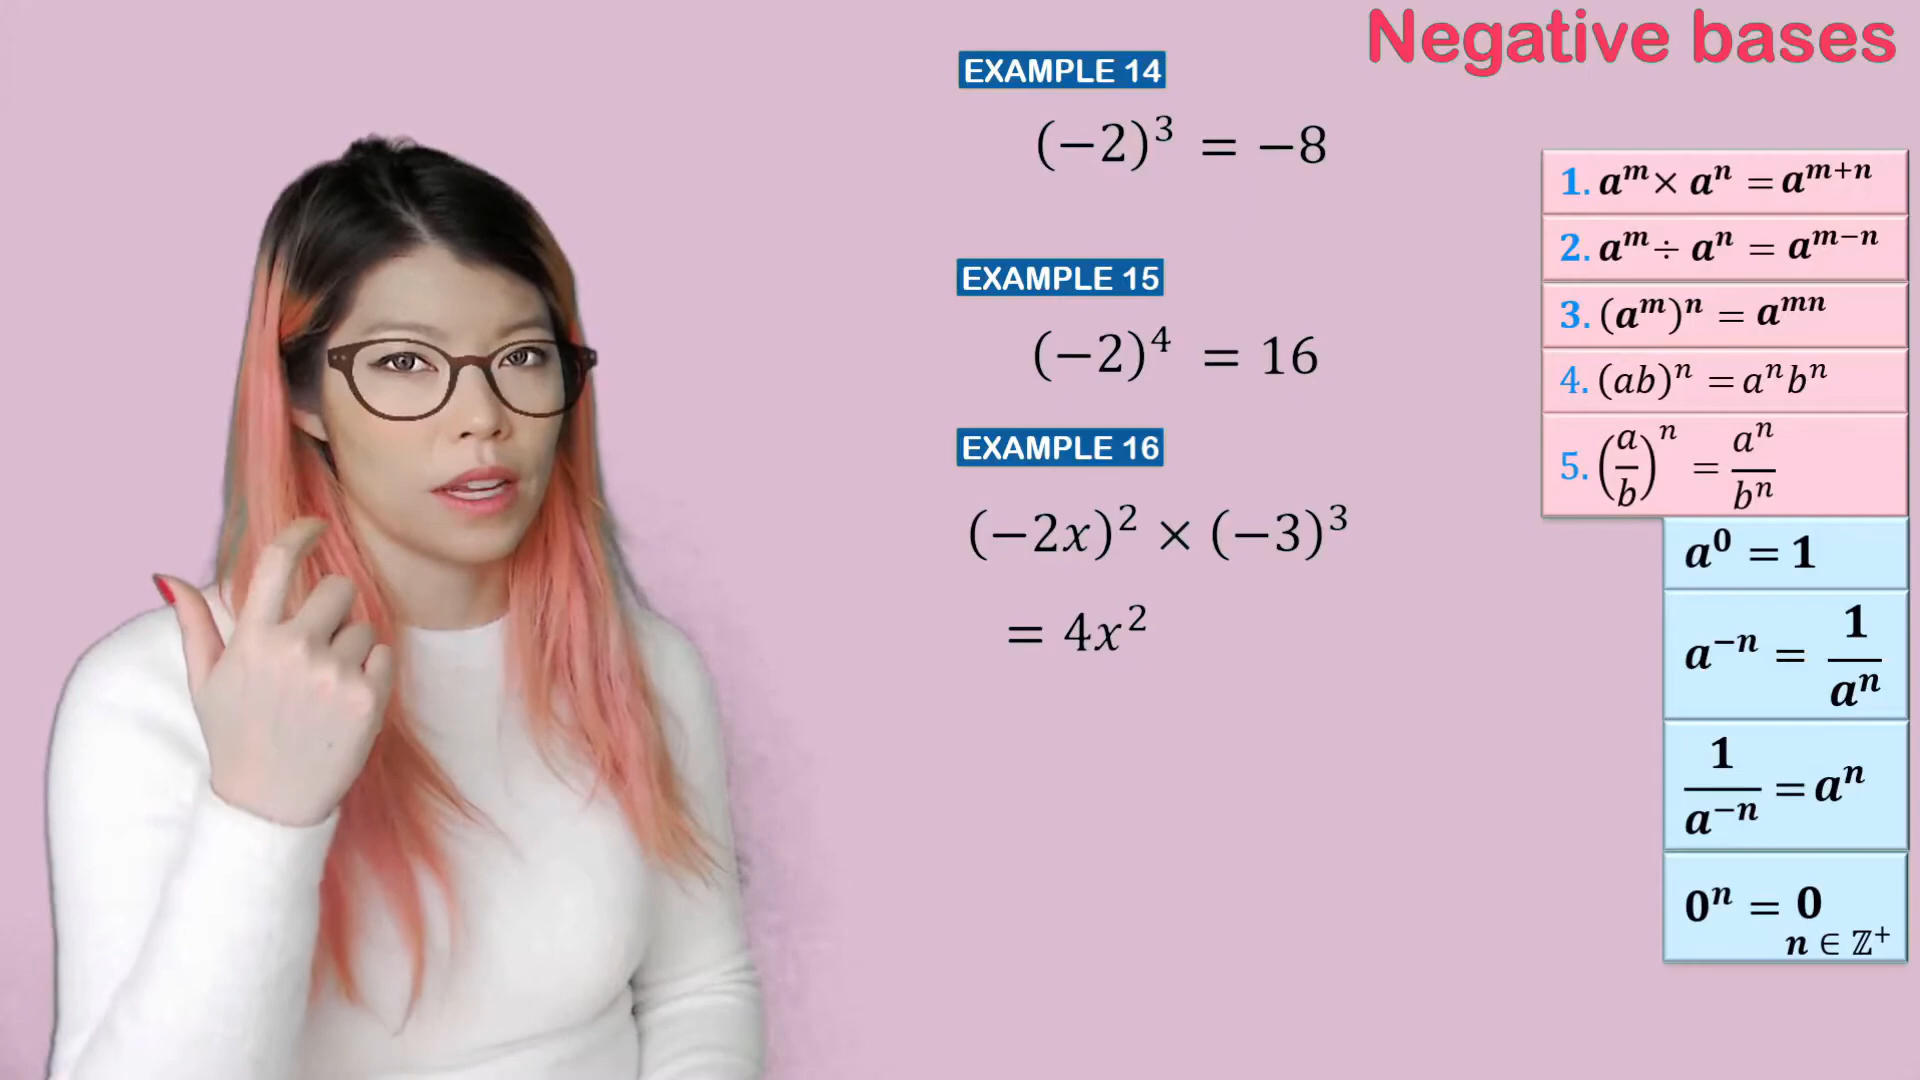 Negative bases
EXAMPLE 14
(−2)³ = −8
EXAMPLE 15
(−2)⁴ = 16
EXAMPLE 16
(−2x)² × (−3)³
= 4x²
1. aᵐ × aⁿ = aᵐ⁺ⁿ
2. aᵐ ÷ aⁿ = aᵐ⁻ⁿ
3. (aᵐ)ⁿ = aᵐⁿ
4. (ab)ⁿ = aⁿbⁿ
5. (a/b)ⁿ = aⁿ/bⁿ
a⁰ = 1
a⁻ⁿ = 1/aⁿ
1/a⁻ⁿ = aⁿ
0ⁿ = 0
n ∈ ℤ⁺